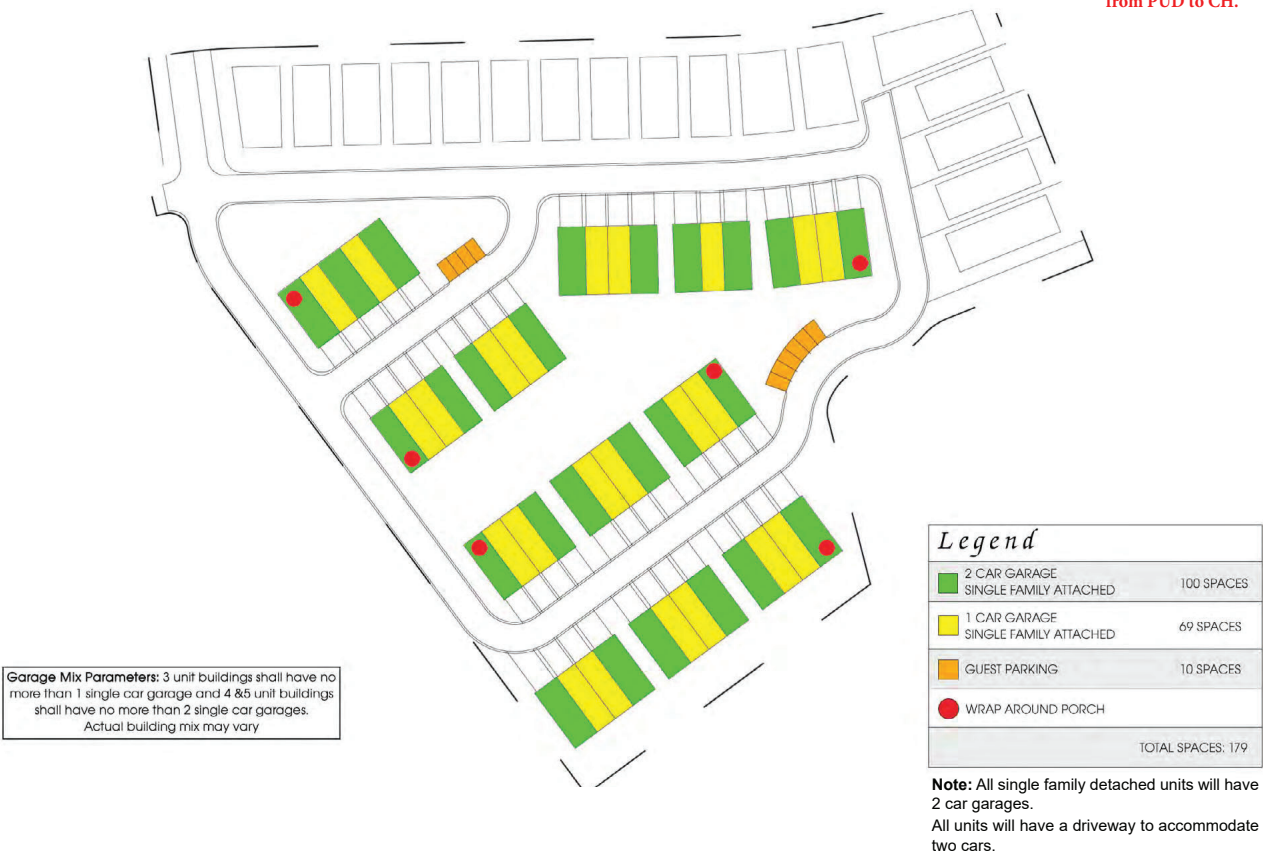 from PUD to CH.
Legend
2 CAR GARAGE
SINGLE FAMILY ATTACHED 100 SPACES
1 CAR GARAGE
SINGLE FAMILY ATTACHED 69 SPACES
GUEST PARKING 10 SPACES
WRAP AROUND PORCH
TOTAL SPACES: 179
Garage Mix Parameters: 3 unit buildings shall have no
more than 1 single car garage and 4 &5 unit buildings
shall have no more than 2 single car garages.
Actual building mix may vary
Note: All single family detached units will have
2 car garages.
All units will have a driveway to accommodate
two cars.